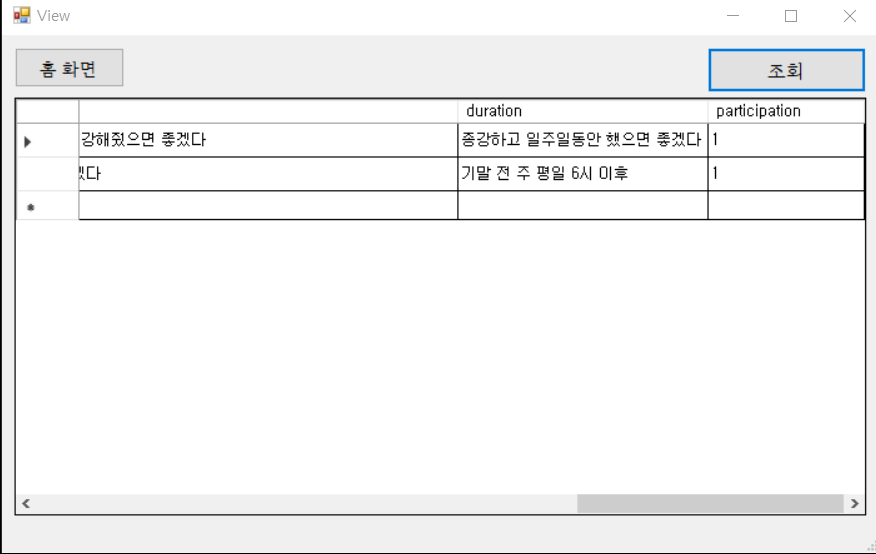 View
홈 화면
조회
duration participation
강해줬으면 좋겠다 종강하고 일주일동안 했으면 좋겠다 1
기말 전 주 평일 6시 이후 1